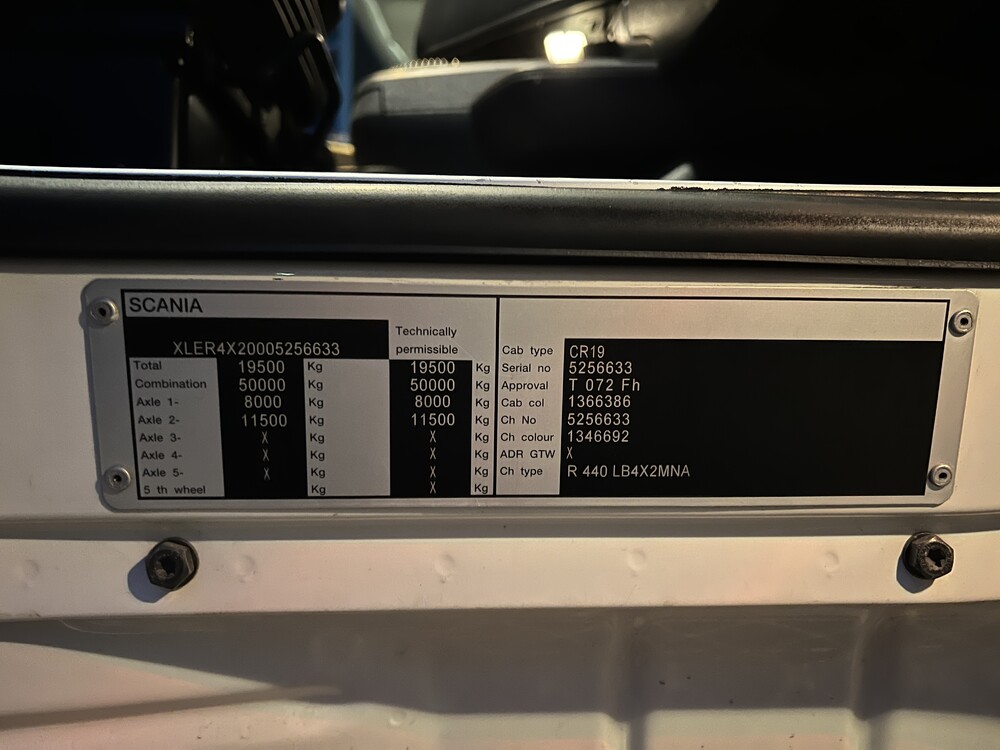 SCANIA
XLER4X20005256633
Technically
permissible
Total 19500 Kg 19500 Kg
Combination 50000 Kg 50000 Kg
Axle 1- 8000 Kg 8000 Kg
Axle 2- 11500 Kg 11500 Kg
Axle 3- X Kg X Kg
Axle 4- X Kg X Kg
Axle 5- X Kg X Kg
5 th wheel Kg X Kg
Cab type CR19
Serial no 5256633
Approval T 072 Fh
Cab col 1366386
Ch No 5256633
Ch colour 1346692
ADR GTW X
Ch type R 440 LB4X2MNA